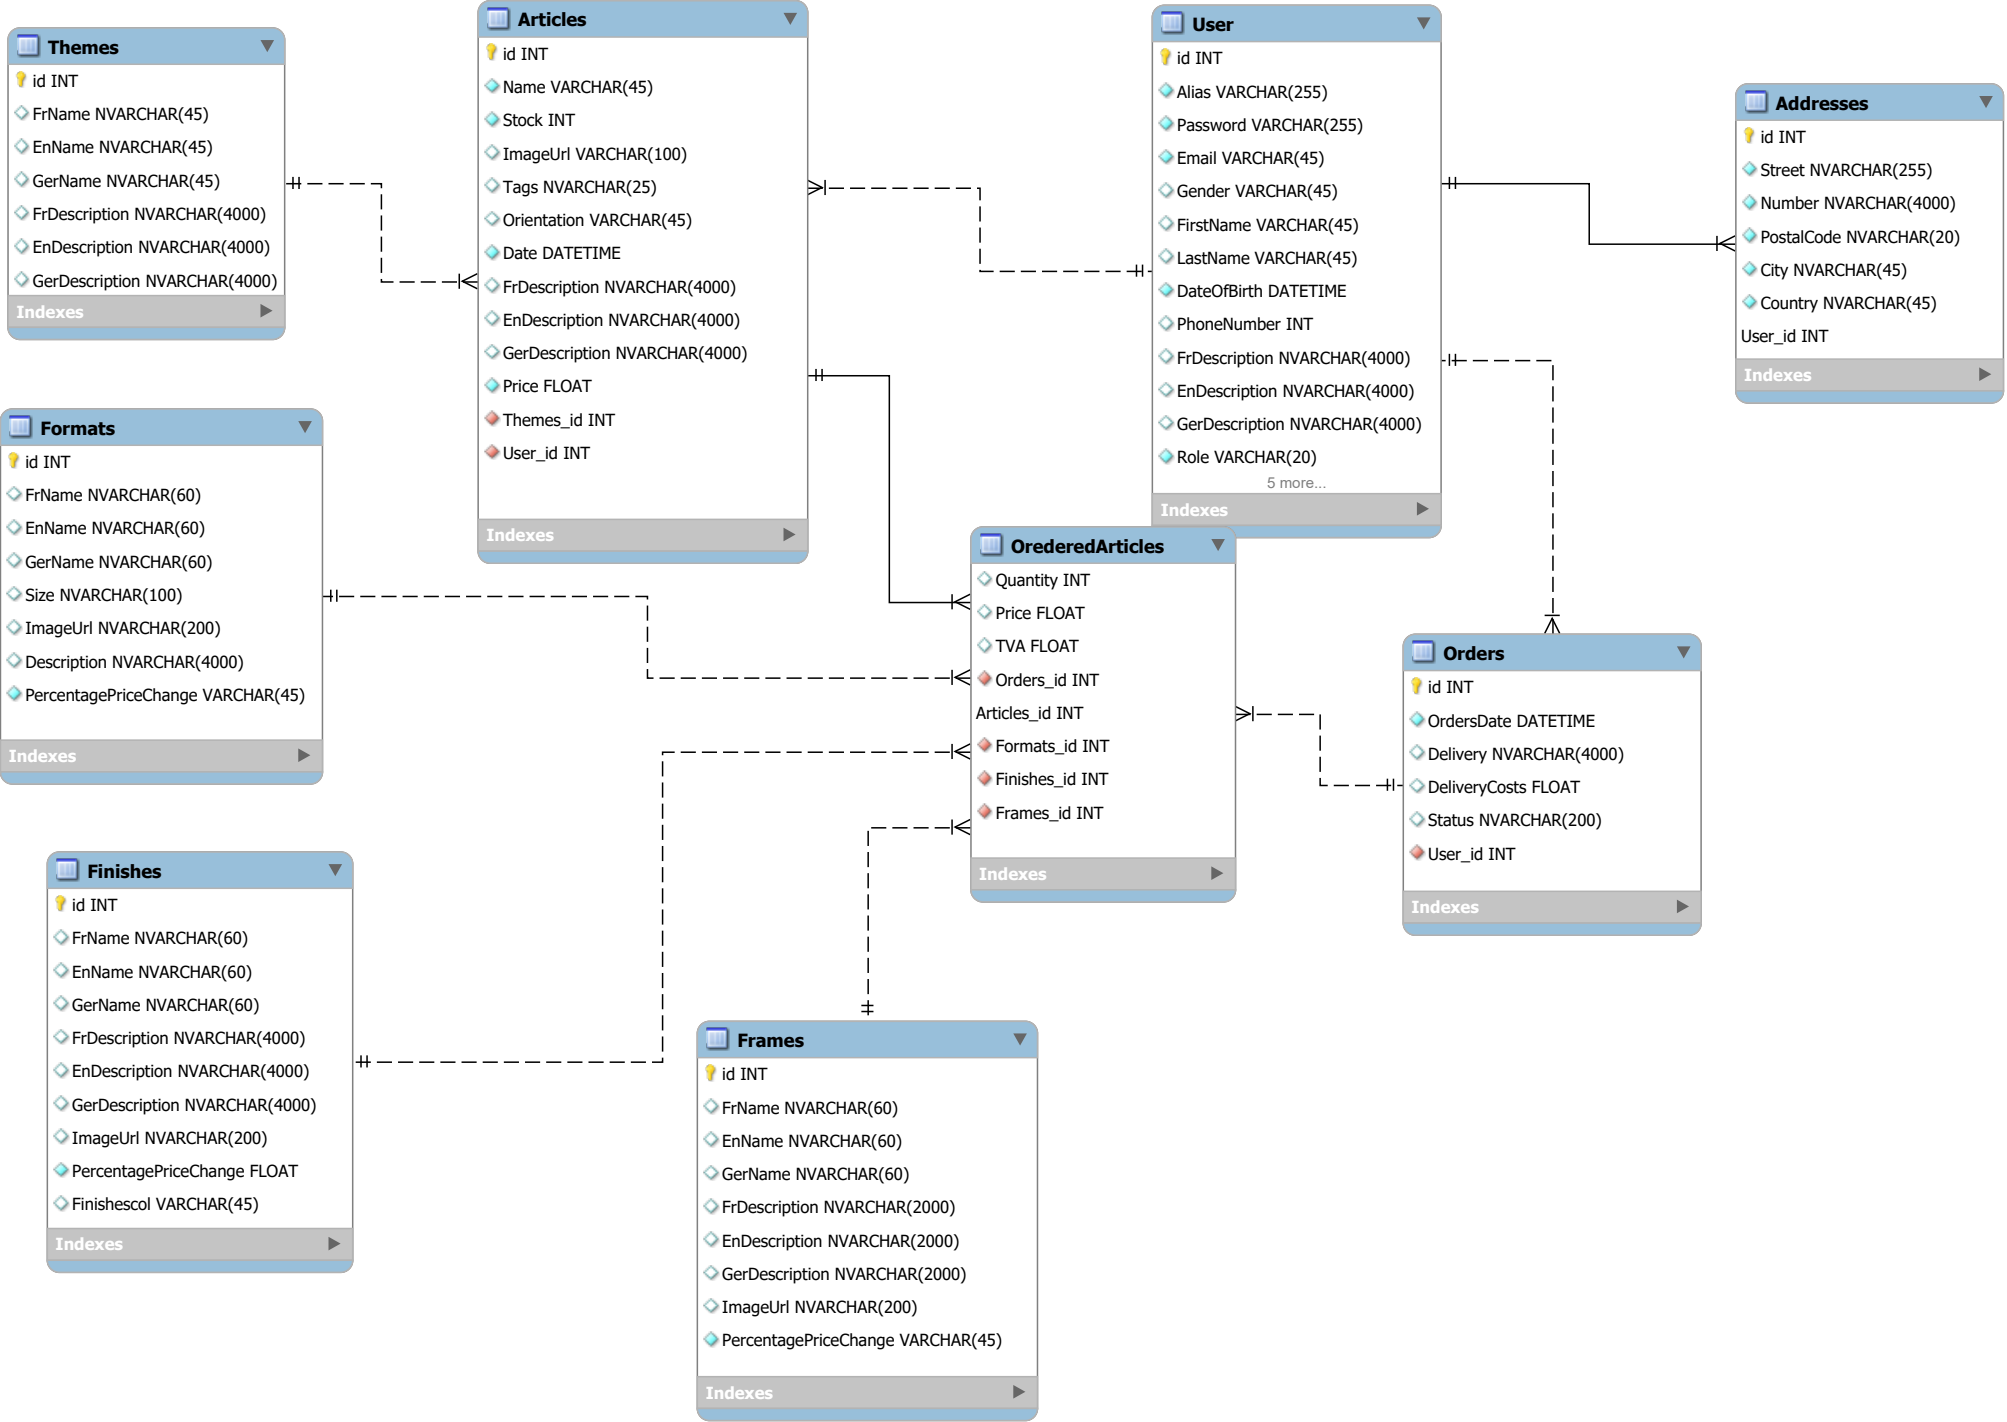 Themes
id INT
FrName NVARCHAR(45)
EnName NVARCHAR(45)
GerName NVARCHAR(45)
FrDescription NVARCHAR(4000)
EnDescription NVARCHAR(4000)
GerDescription NVARCHAR(4000)
Indexes
Articles
id INT
Name VARCHAR(45)
Stock INT
ImageUrl VARCHAR(100)
Tags NVARCHAR(25)
Orientation VARCHAR(45)
Date DATETIME
FrDescription NVARCHAR(4000)
EnDescription NVARCHAR(4000)
GerDescription NVARCHAR(4000)
Price FLOAT
Themes_id INT
User_id INT
Indexes
User
id INT
Alias VARCHAR(255)
Password VARCHAR(255)
Email VARCHAR(45)
Gender VARCHAR(45)
FirstName VARCHAR(45)
LastName VARCHAR(45)
DateOfBirth DATETIME
PhoneNumber INT
FrDescription NVARCHAR(4000)
EnDescription NVARCHAR(4000)
GerDescription NVARCHAR(4000)
Role VARCHAR(20)
5 more...
Indexes
Addresses
id INT
Street NVARCHAR(255)
Number NVARCHAR(4000)
PostalCode NVARCHAR(20)
City NVARCHAR(45)
Country NVARCHAR(45)
User_id INT
Indexes
Formats
id INT
FrName NVARCHAR(60)
EnName NVARCHAR(60)
GerName NVARCHAR(60)
Size NVARCHAR(100)
ImageUrl NVARCHAR(200)
Description NVARCHAR(4000)
PercentagePriceChange VARCHAR(45)
Indexes
OrederedArticles
Quantity INT
Price FLOAT
TVA FLOAT
Orders_id INT
Articles_id INT
Formats_id INT
Finishes_id INT
Frames_id INT
Indexes
Orders
id INT
OrdersDate DATETIME
Delivery NVARCHAR(4000)
DeliveryCosts FLOAT
Status NVARCHAR(200)
User_id INT
Indexes
Finishes
id INT
FrName NVARCHAR(60)
EnName NVARCHAR(60)
GerName NVARCHAR(60)
FrDescription NVARCHAR(4000)
EnDescription NVARCHAR(4000)
GerDescription NVARCHAR(4000)
ImageUrl NVARCHAR(200)
PercentagePriceChange FLOAT
Finishescol VARCHAR(45)
Indexes
Frames
id INT
FrName NVARCHAR(60)
EnName NVARCHAR(60)
GerName NVARCHAR(60)
FrDescription NVARCHAR(2000)
EnDescription NVARCHAR(2000)
GerDescription NVARCHAR(2000)
ImageUrl NVARCHAR(200)
PercentagePriceChange VARCHAR(45)
Indexes